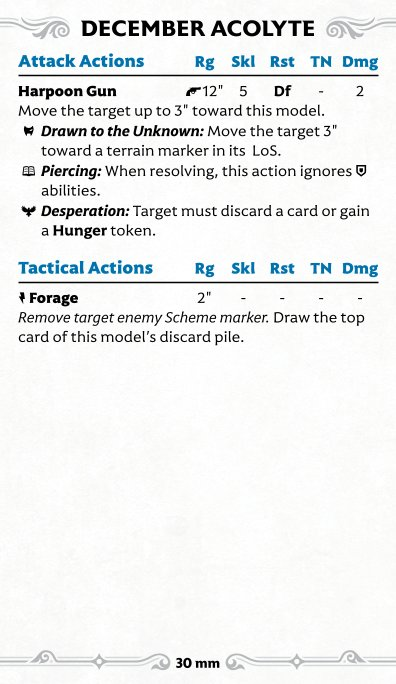 DECEMBER ACOLYTE
Attack Actions Rg Skl Rst TN Dmg
Harpoon Gun 12" 5 Df - 2
Move the target up to 3" toward this model.
Drawn to the Unknown: Move the target 3"
toward a terrain marker in its LoS.
Piercing: When resolving, this action ignores
abilities.
Desperation: Target must discard a card or gain
a Hunger token.
Tactical Actions Rg Skl Rst TN Dmg
Forage 2" - - - -
Remove target enemy Scheme marker. Draw the top
card of this model's discard pile.
30 mm